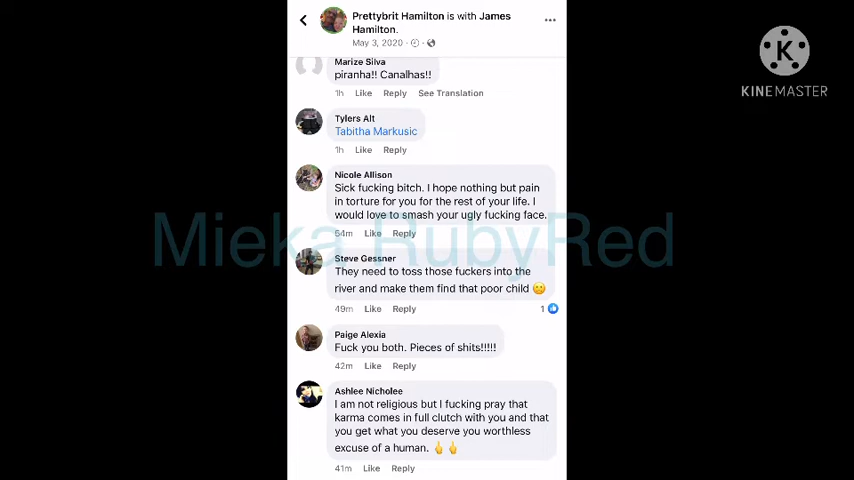 Prettybrit Hamilton is with James
Hamilton.
May 3, 2020
KINEMASTER
Marize Silva
piranha!! Canalhas!!
1h Like Reply See Translation
Tylers Alt
Tabitha Markusic
1h Like Reply
Nicole Allison
Sick fucking bitch. I hope nothing but pain
in torture for you for the rest of your life. I
would love to smash your ugly fucking face.
54m Like Reply
Mieka RubyRed
Steve Gessner
They need to toss those fuckers into the
river and make them find that poor child 🙁
49m Like Reply 1
Paige Alexia
Fuck you both. Pieces of shits!!!!!
42m Like Reply
Ashlee Nicholee
I am not religious but I fucking pray that
karma comes in full clutch with you and that
you get what you deserve you worthless
excuse of a human. 🖕🖕
41m Like Reply